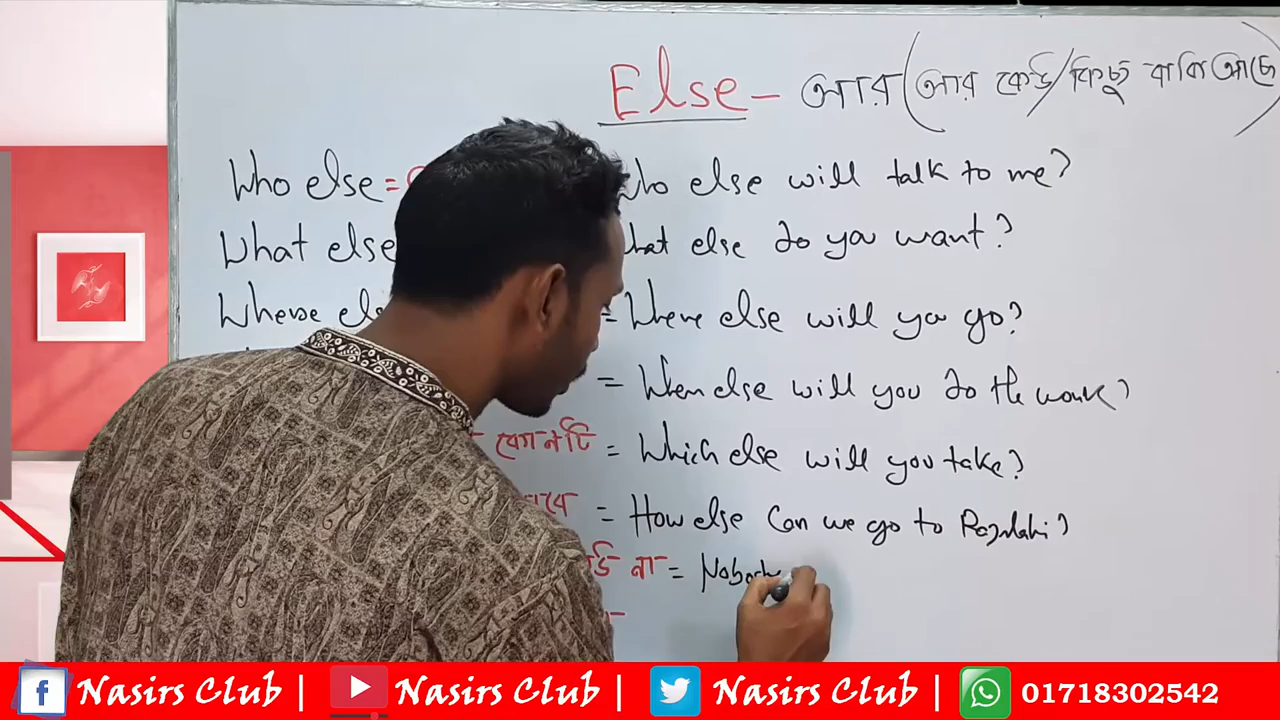 Else - আর (আর কেউ/কিছু বাকি আছে)
Who else = Who else will talk to me?
What else What else do you want?
Where else = Where else will you go?
= When else will you do the work?
কোনটি = Which else will you take?
= How else can we go to Rajshahi?
না = Nobody
Nasirs Club | Nasirs Club | Nasirs Club | 01718302542